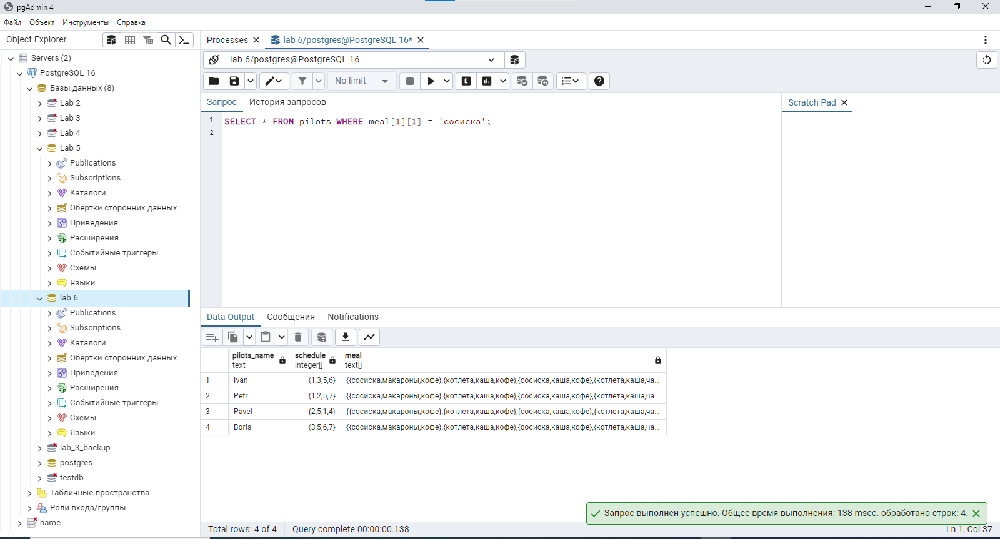 pgAdmin 4
Файл Объект Инструменты Справка
Object Explorer
Servers (2)
PostgreSQL 16
Базы данных (8)
Lab 2
Lab 3
Lab 4
Lab 5
Publications
Subscriptions
Каталоги
Обёртки сторонних данных
Приведения
Расширения
Событийные триггеры
Схемы
Языки
lab 6
Publications
Subscriptions
Каталоги
Обёртки сторонних данных
Приведения
Расширения
Событийные триггеры
Схемы
Языки
lab_3_backup
postgres
testdb
Табличные пространства
Роли входа/группы
name
Processes lab 6/postgres@PostgreSQL 16*
lab 6/postgres@PostgreSQL 16
No limit E
Запрос История запросов
Scratch Pad
1 SELECT * FROM pilots WHERE meal[1][1] = 'сосиска';
2
Data Output Сообщения Notifications
pilots_name schedule meal
text integer[] text[]
1 Ivan {1,3,5,6} {{сосиска,макароны,кофе},{котлета,каша,кофе},{сосиска,каша,кофе},{котлета,каша,ча...
2 Petr {1,2,5,7} {{сосиска,макароны,кофе},{котлета,каша,кофе},{сосиска,каша,кофе},{котлета,каша,ча...
3 Pavel {2,5,1,4} {{сосиска,макароны,кофе},{котлета,каша,кофе},{сосиска,каша,кофе},{котлета,каша,ча...
4 Boris {3,5,6,7} {{сосиска,макароны,кофе},{котлета,каша,кофе},{сосиска,каша,кофе},{котлета,каша,ча...
Запрос выполнен успешно. Общее время выполнения: 138 msec. обработано строк: 4.
Total rows: 4 of 4 Query complete 00:00:00.138 Ln 1, Col 37